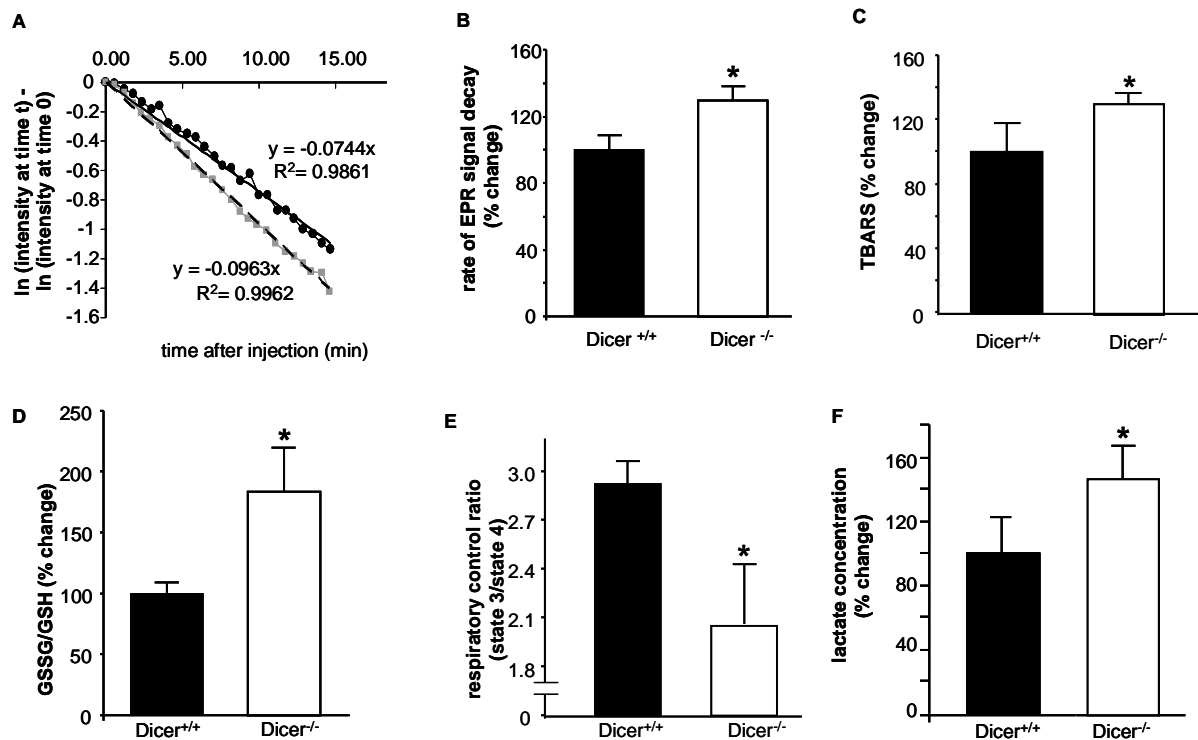 A
0.00 5.00 10.00 15.00
0
-0.2
-0.4
-0.6
-0.8
-1
-1.2
-1.4
-1.6
ln (intensity at time t) -
ln (intensity at time 0)
y = -0.0744x
R2= 0.9861
y = -0.0963x
R2= 0.9962
time after injection (min)
B
160
120
80
40
0
rate of EPR signal decay
(% change)
*
Dicer +/+ Dicer -/-
C
160
120
80
40
0
TBARS (% change)
*
Dicer+/+ Dicer-/-
D
250
200
150
100
50
0
GSSG/GSH (% change)
*
Dicer+/+ Dicer-/-
E
3.0
2.7
2.4
2.1
1.8
0
respiratory control ratio
(state 3/state 4)
*
Dicer+/+ Dicer-/-
F
160
120
80
40
0
lactate concentration
(% change)
*
Dicer+/+ Dicer-/-